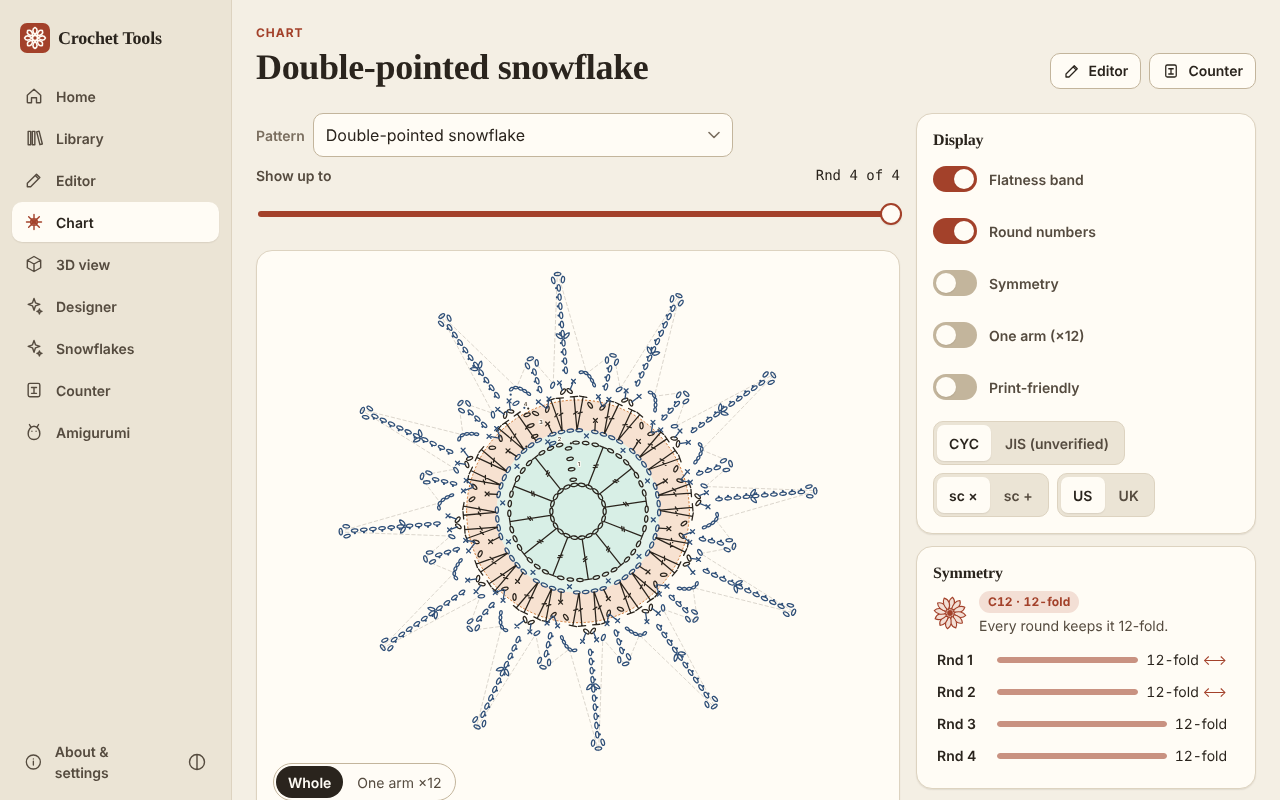 Crochet Tools
Home
Library
Editor
Chart
3D view
Designer
Snowflakes
Counter
Amigurumi
About &
settings
CHART
Double-pointed snowflake
Editor
Counter
Pattern
Double-pointed snowflake
Show up to
Rnd 4 of 4
Whole
One arm ×12
Display
Flatness band
Round numbers
Symmetry
One arm (×12)
Print-friendly
CYC
JIS (unverified)
sc ×
sc +
US
UK
Symmetry
C12 · 12-fold
Every round keeps it 12-fold.
Rnd 1
12-fold
Rnd 2
12-fold
Rnd 3
12-fold
Rnd 4
12-fold